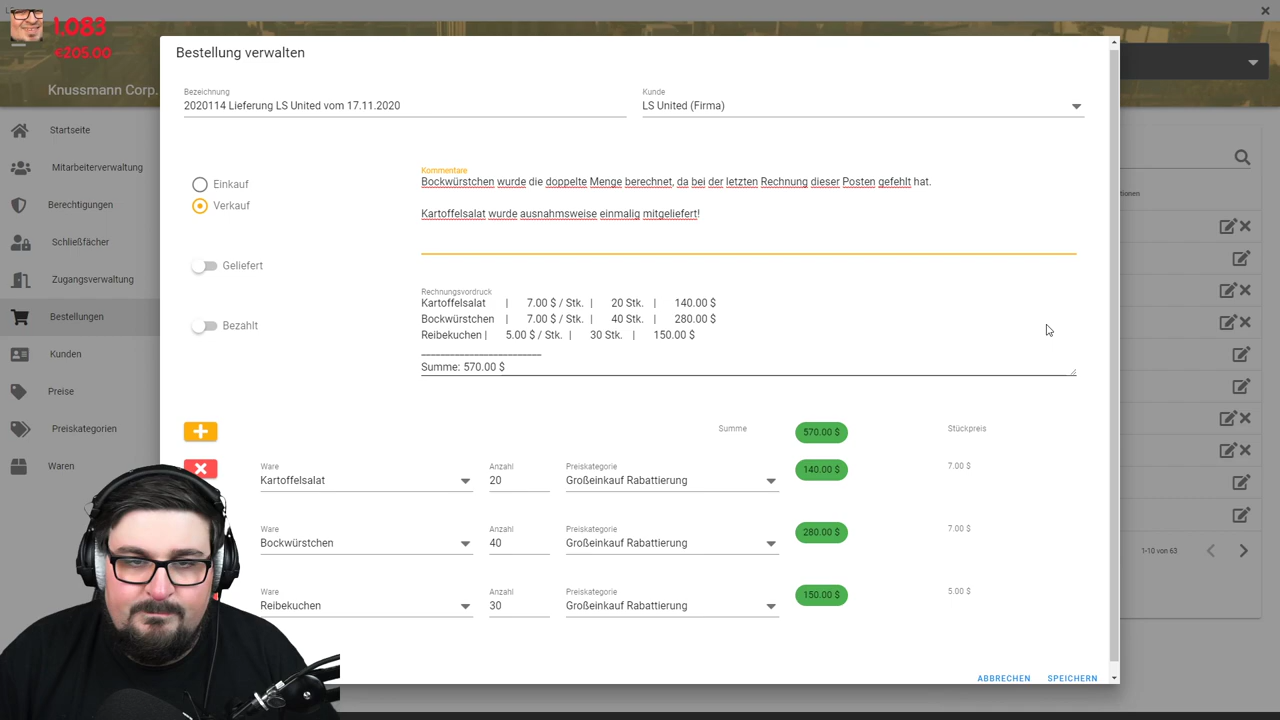 1.083
€205.00
Knussmann Corp.
Startseite
Mitarbeiterverwaltung
Berechtigungen
Schließfächer
Zugangsverwaltung
Bestellungen
Kunden
Preise
Preiskategorien
Waren
Bestellung verwalten
Bezeichnung
2020114 Lieferung LS United vom 17.11.2020
Kunde
LS United (Firma)
Einkauf
Verkauf
Geliefert
Bezahlt
Kommentare
Bockwürstchen wurde die doppelte Menge berechnet, da bei der letzten Rechnung dieser Posten gefehlt hat.
Kartoffelsalat wurde ausnahmsweise einmalig mitgeliefert!
Rechnungsvordruck
Kartoffelsalat | 7.00 $ / Stk. | 20 Stk. | 140.00 $
Bockwürstchen | 7.00 $ / Stk. | 40 Stk. | 280.00 $
Reibekuchen | 5.00 $ / Stk. | 30 Stk. | 150.00 $
_________________________
Summe: 570.00 $
Summe 570.00 $ Stückpreis
Ware Anzahl Preiskategorie 140.00 $ 7.00 $
Kartoffelsalat 20 Großeinkauf Rabattierung
Ware Anzahl Preiskategorie 280.00 $ 7.00 $
Bockwürstchen 40 Großeinkauf Rabattierung
Ware Anzahl Preiskategorie 150.00 $ 5.00 $
Reibekuchen 30 Großeinkauf Rabattierung
ABBRECHEN SPEICHERN
1-10 von 63